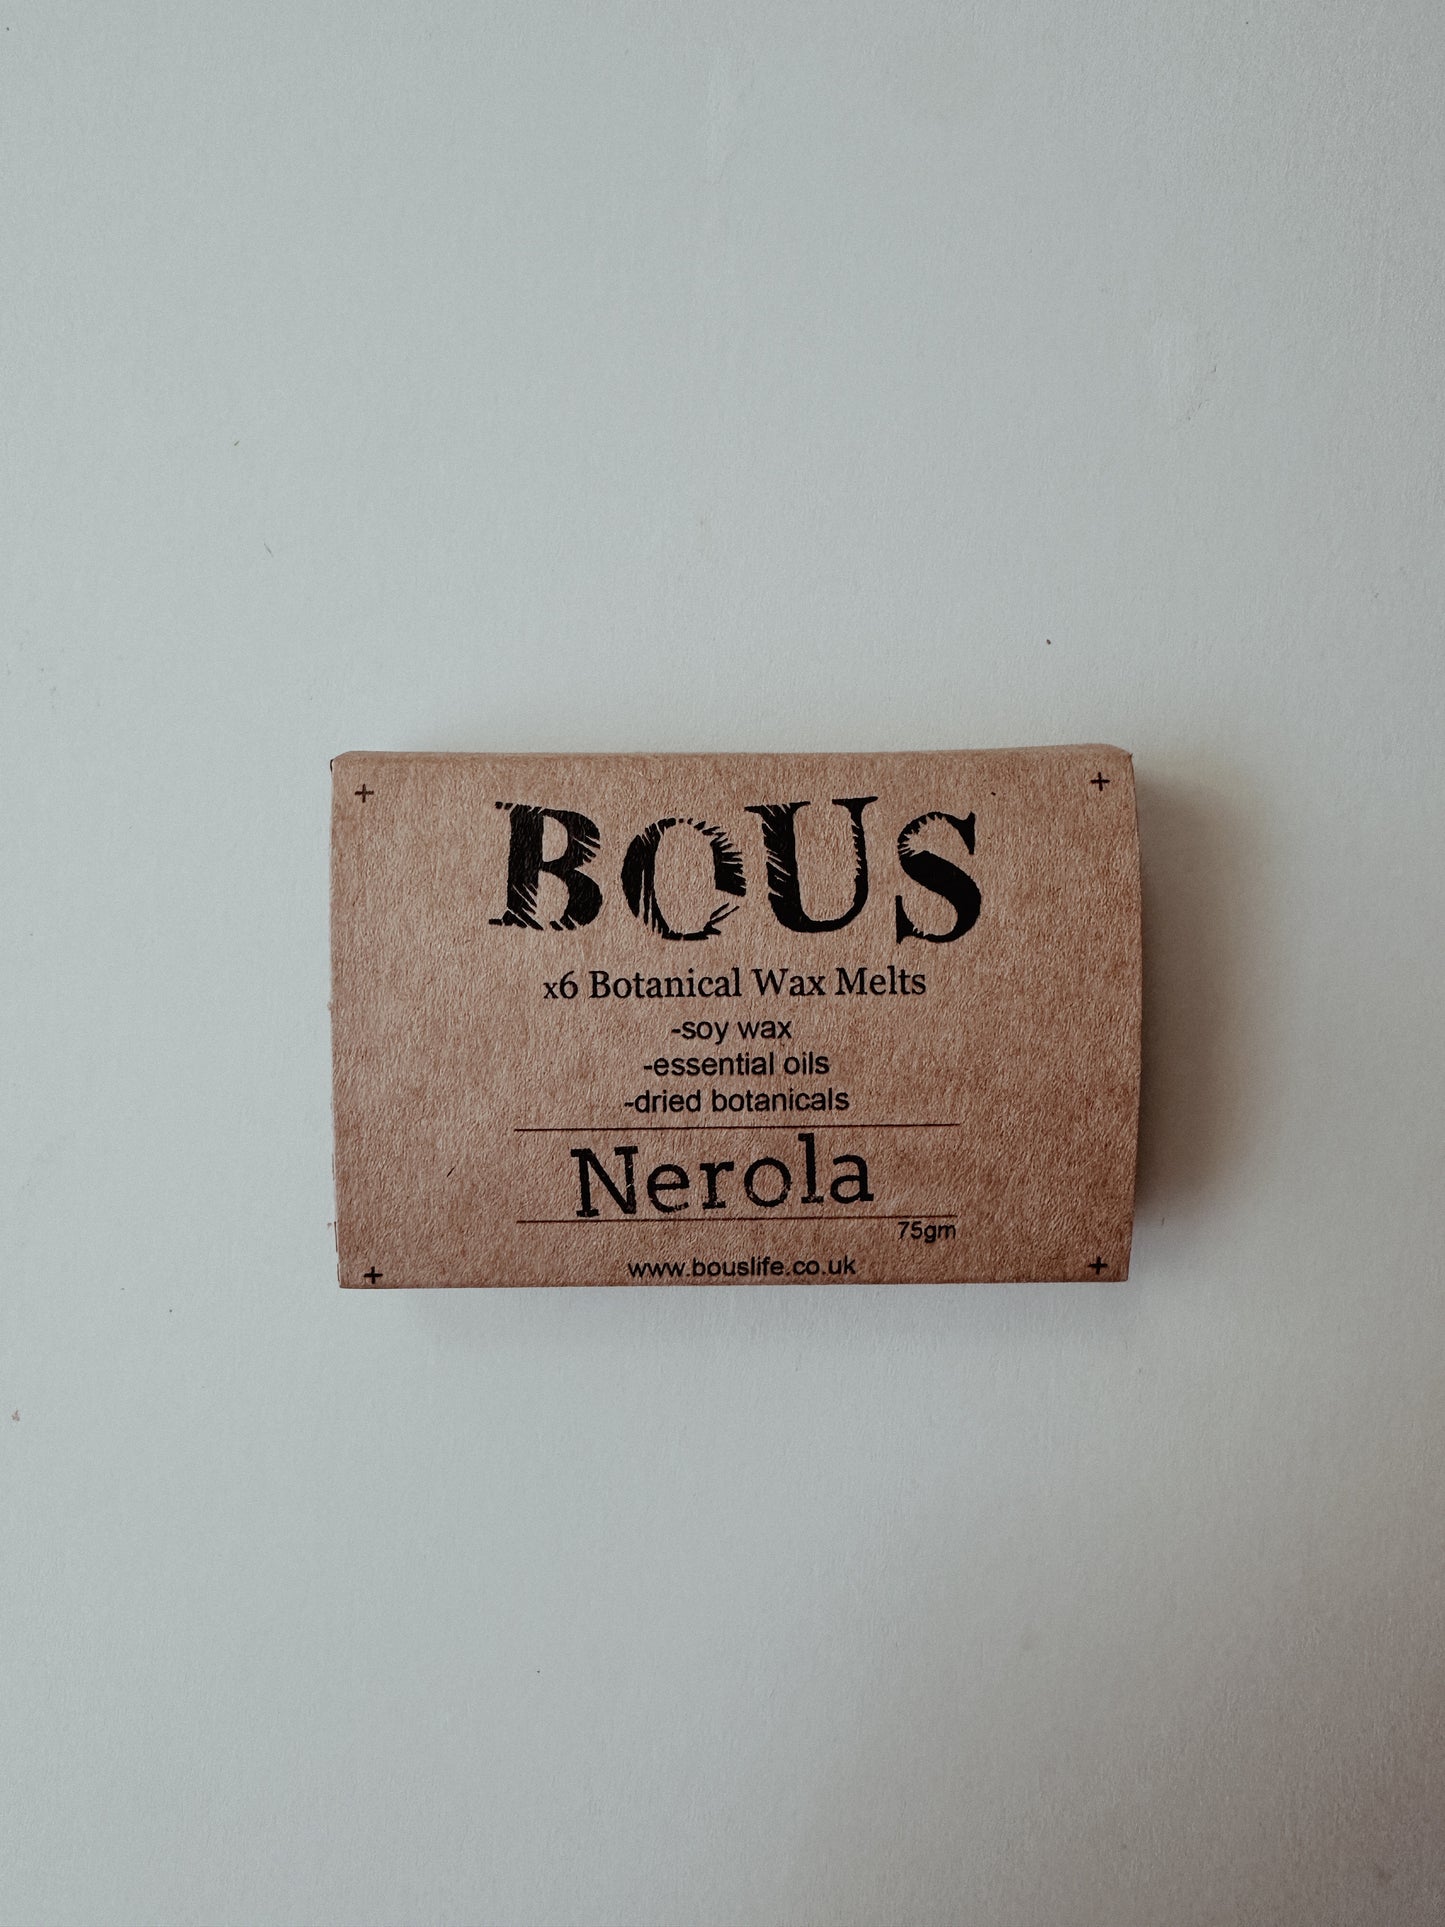 BOUS
x6 Botanical Wax Melts
-soy wax
-essential oils
-dried botanicals
Nerola
75gm
www.bouslife.co.uk